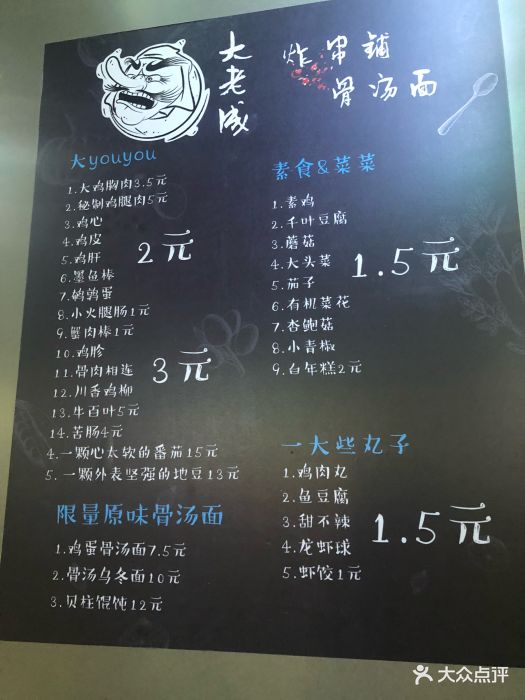 大老成
炸串铺
骨汤面
大youyou
1.大鸡胸肉3.5元
2.秘制鸡腿肉5元
3.鸡心
4.鸡皮
5.鸡肝
6.墨鱼棒
7.鹌鹑蛋
2元
8.小火腿肠1元
9.蟹肉棒1元
10.鸡胗
11.骨肉相连
12.川香鸡柳
3元
13.牛百叶5元
14.苦肠4元
4.一颗心太软的番茄15元
5.一颗外表坚强的地豆13元
限量原味骨汤面
1.鸡蛋骨汤面7.5元
2.骨汤乌冬面10元
3.贝柱馄饨12元
素食&菜菜
1.素鸡
2.千叶豆腐
3.蘑菇
4.大头菜
5.茄子
6.有机菜花
7.杏鲍菇
8.小青椒
1.5元
9.白年糕2元
一大些丸子
1.鸡肉丸
2.鱼豆腐
3.甜不辣
4.龙虾球
1.5元
5.虾饺1元
大众点评